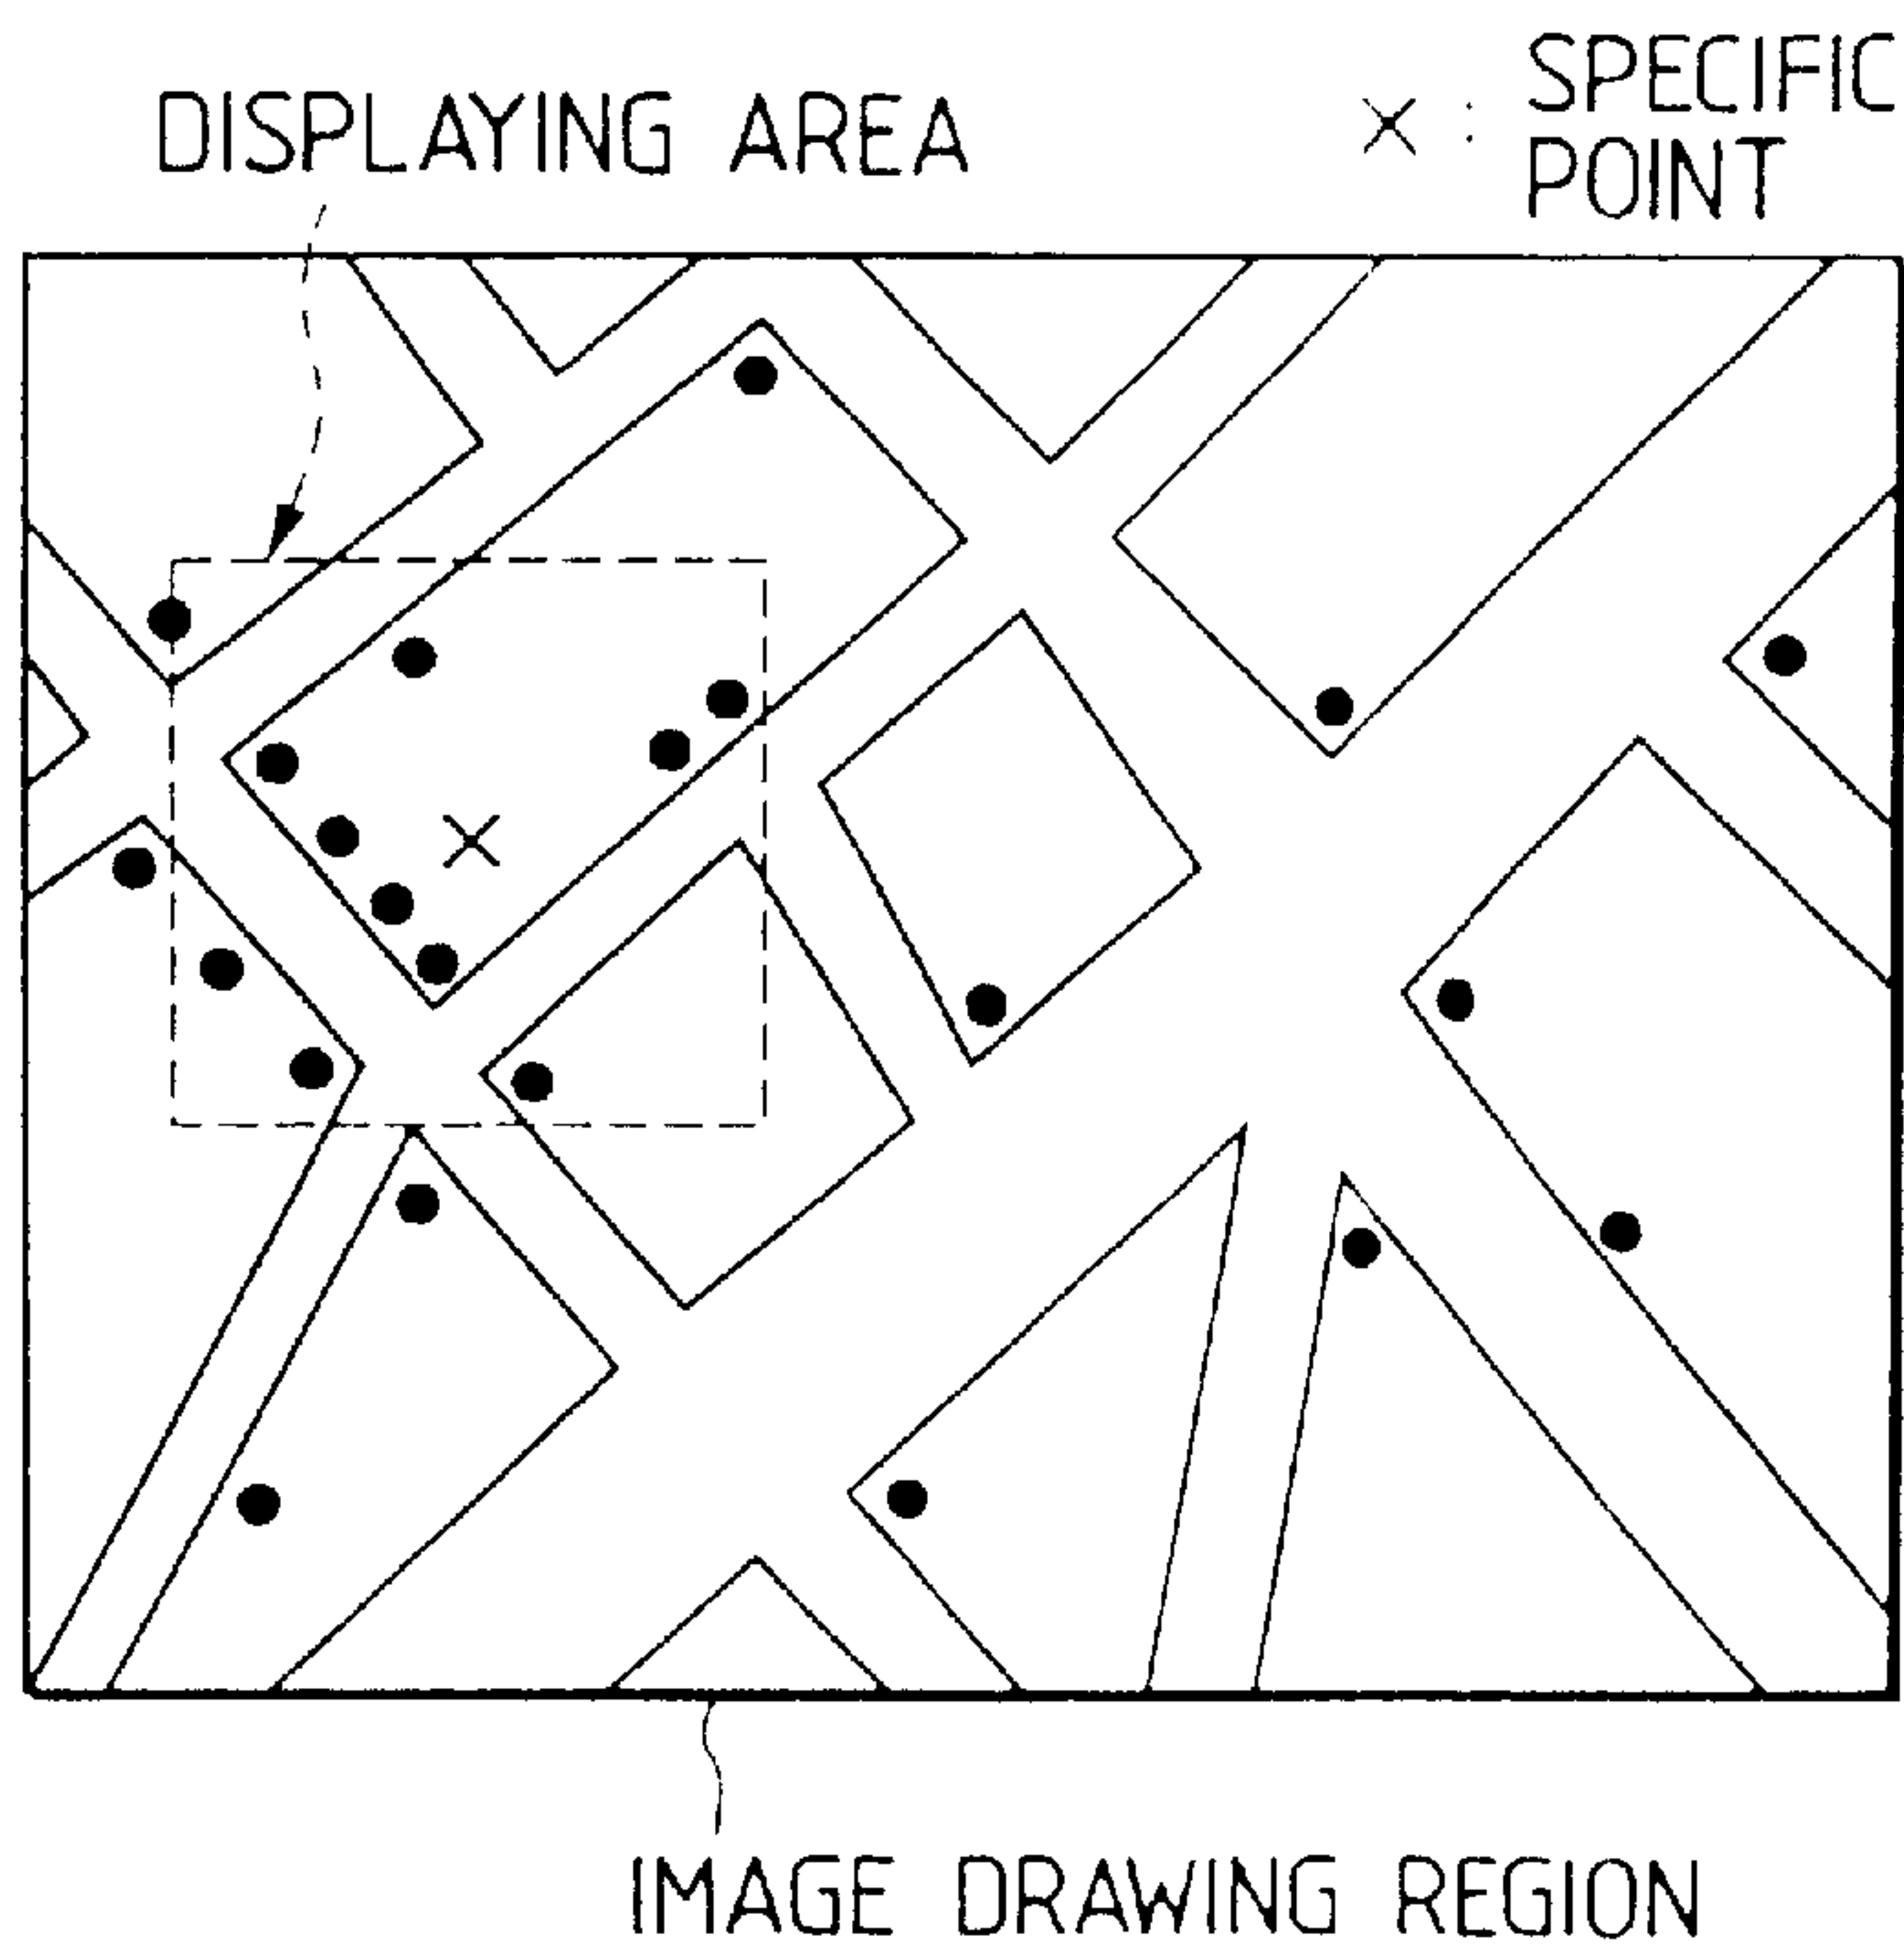 DISPLAYING AREA
× : SPECIFIC
POINT
IMAGE DRAWING REGION